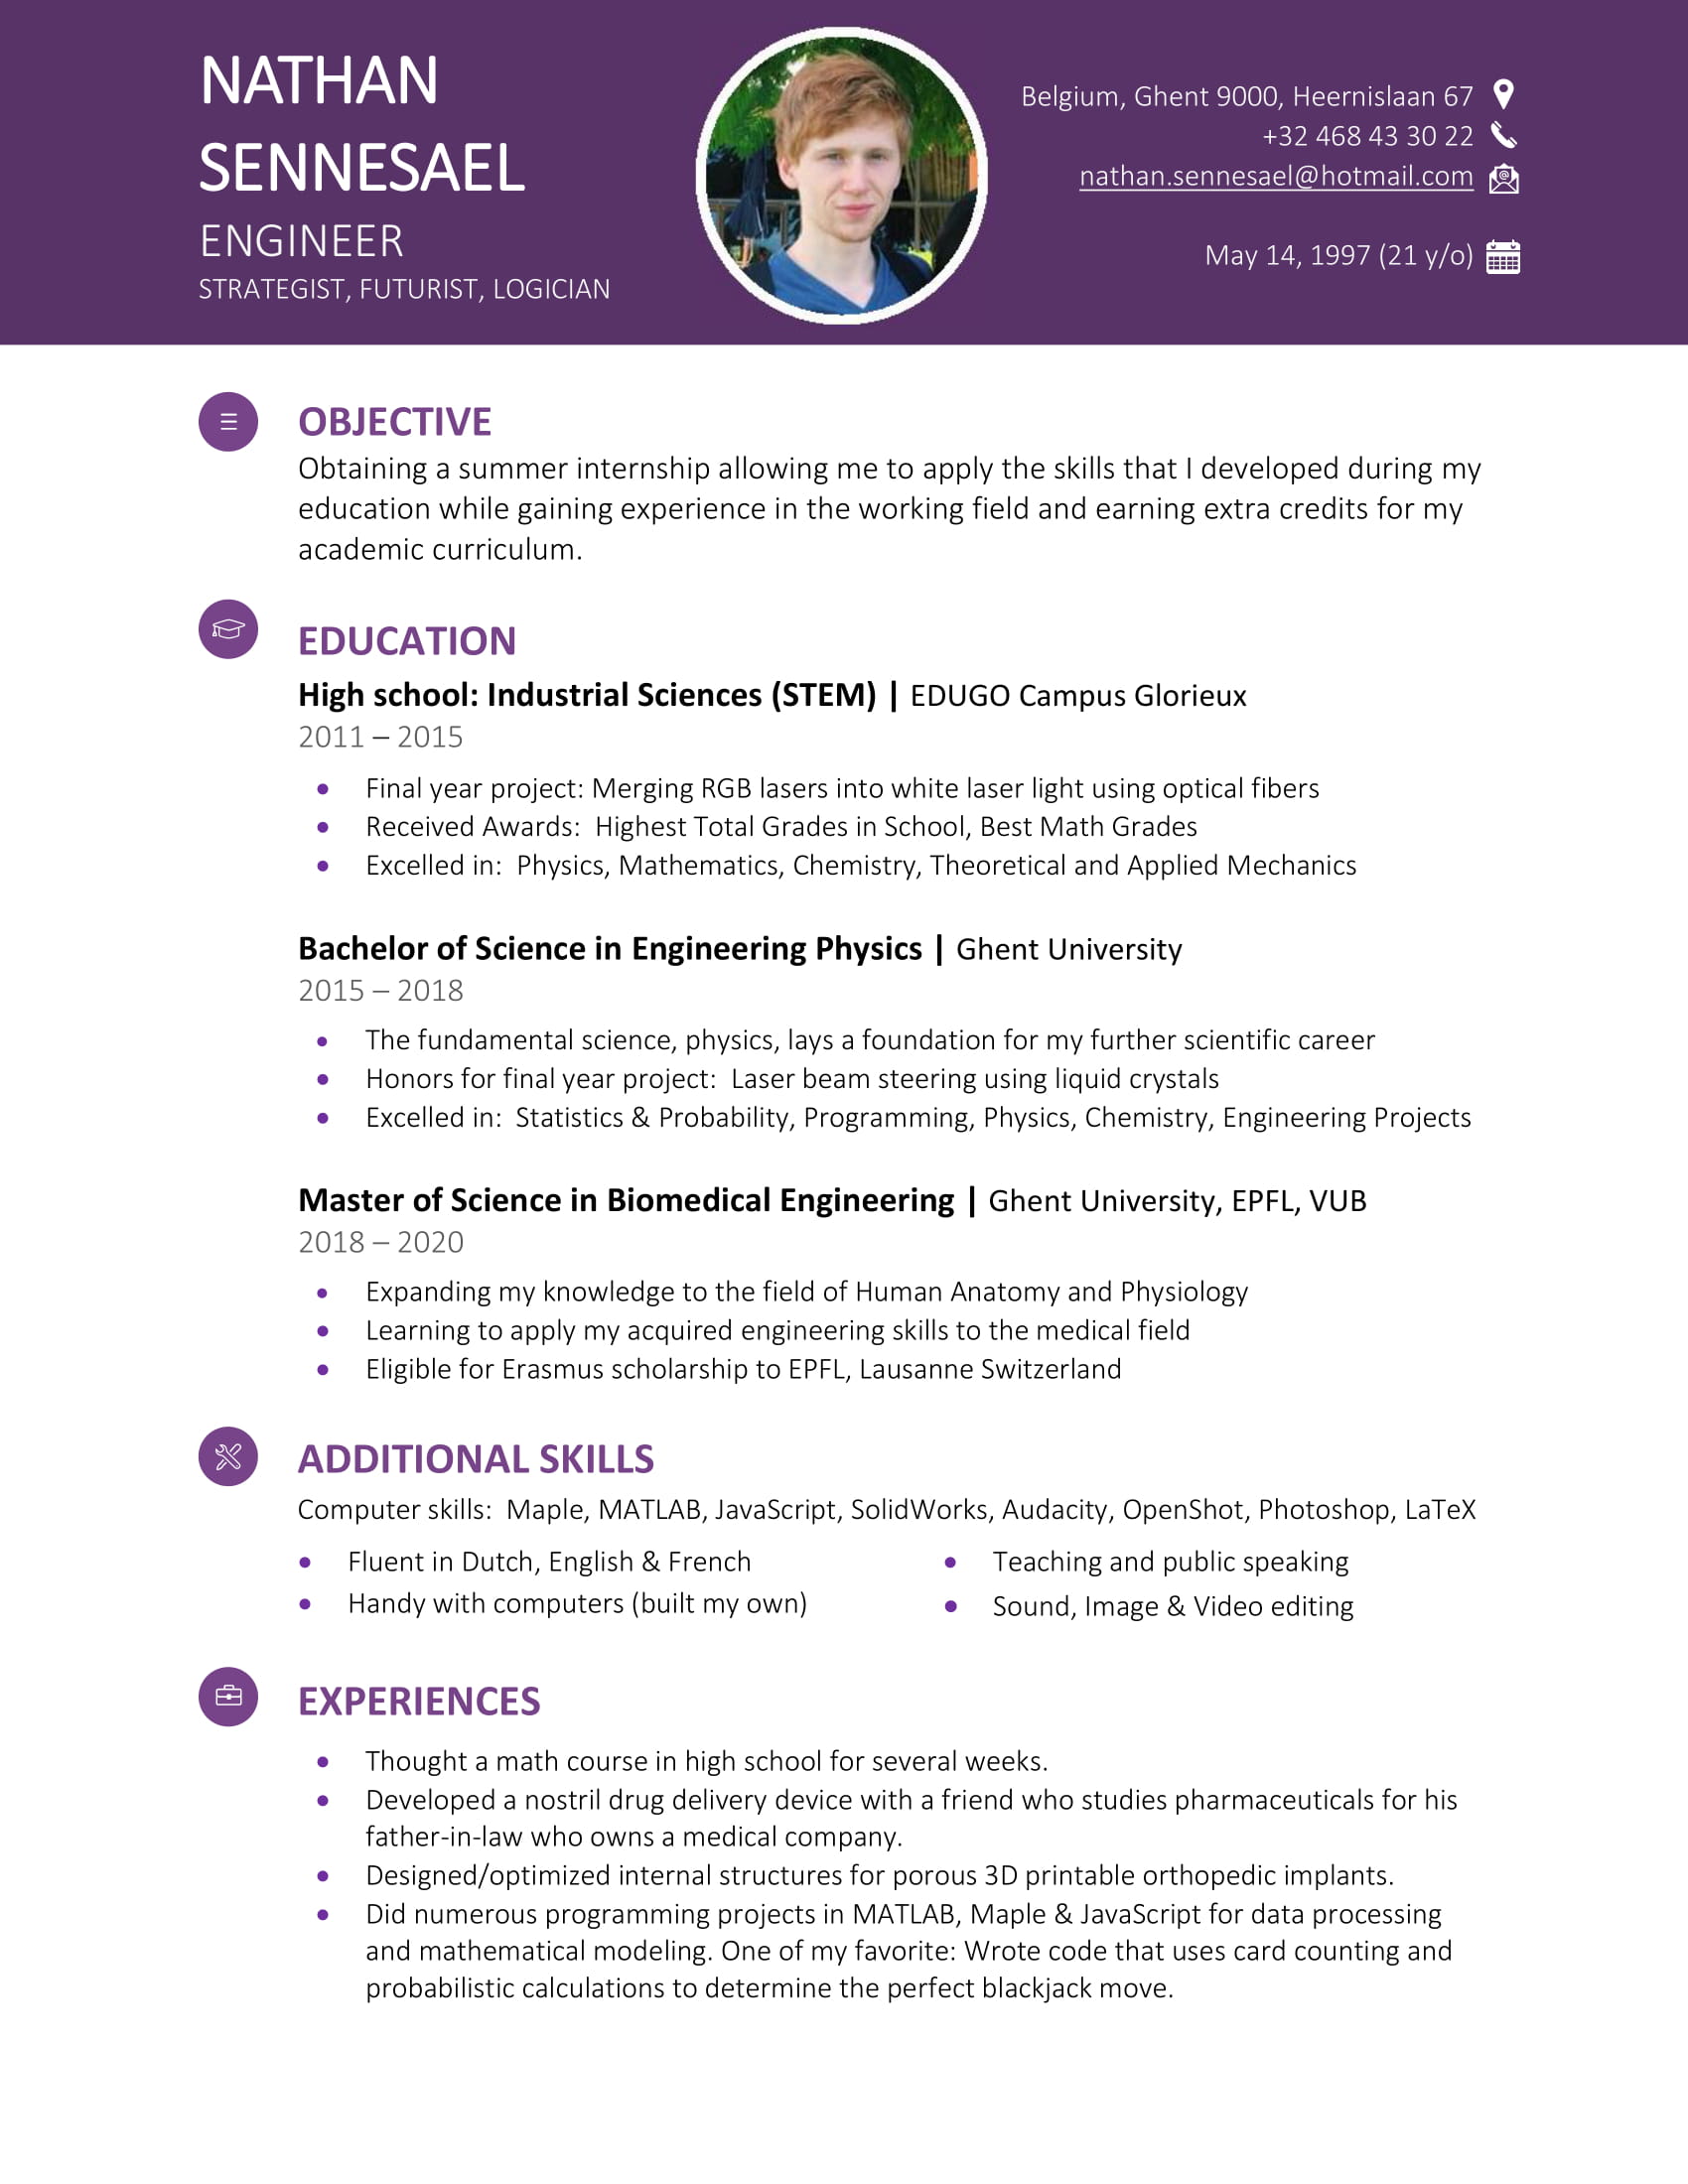 NATHAN
SENNESAEL
ENGINEER
STRATEGIST, FUTURIST, LOGICIAN
Belgium, Ghent 9000, Heernislaan 67
+32 468 43 30 22
nathan.sennesael@hotmail.com
May 14, 1997 (21 y/o)
OBJECTIVE
Obtaining a summer internship allowing me to apply the skills that I developed during my
education while gaining experience in the working field and earning extra credits for my
academic curriculum.
EDUCATION
High school: Industrial Sciences (STEM) | EDUGO Campus Glorieux
2011 – 2015
• Final year project: Merging RGB lasers into white laser light using optical fibers
• Received Awards:  Highest Total Grades in School, Best Math Grades
• Excelled in:  Physics, Mathematics, Chemistry, Theoretical and Applied Mechanics
Bachelor of Science in Engineering Physics | Ghent University
2015 – 2018
• The fundamental science, physics, lays a foundation for my further scientific career
• Honors for final year project:  Laser beam steering using liquid crystals
• Excelled in:  Statistics & Probability, Programming, Physics, Chemistry, Engineering Projects
Master of Science in Biomedical Engineering | Ghent University, EPFL, VUB
2018 – 2020
• Expanding my knowledge to the field of Human Anatomy and Physiology
• Learning to apply my acquired engineering skills to the medical field
• Eligible for Erasmus scholarship to EPFL, Lausanne Switzerland
ADDITIONAL SKILLS
Computer skills:  Maple, MATLAB, JavaScript, SolidWorks, Audacity, OpenShot, Photoshop, LaTeX
• Fluent in Dutch, English & French
• Handy with computers (built my own)
• Teaching and public speaking
• Sound, Image & Video editing
EXPERIENCES
• Thought a math course in high school for several weeks.
• Developed a nostril drug delivery device with a friend who studies pharmaceuticals for his
father-in-law who owns a medical company.
• Designed/optimized internal structures for porous 3D printable orthopedic implants.
• Did numerous programming projects in MATLAB, Maple & JavaScript for data processing
and mathematical modeling. One of my favorite: Wrote code that uses card counting and
probabilistic calculations to determine the perfect blackjack move.